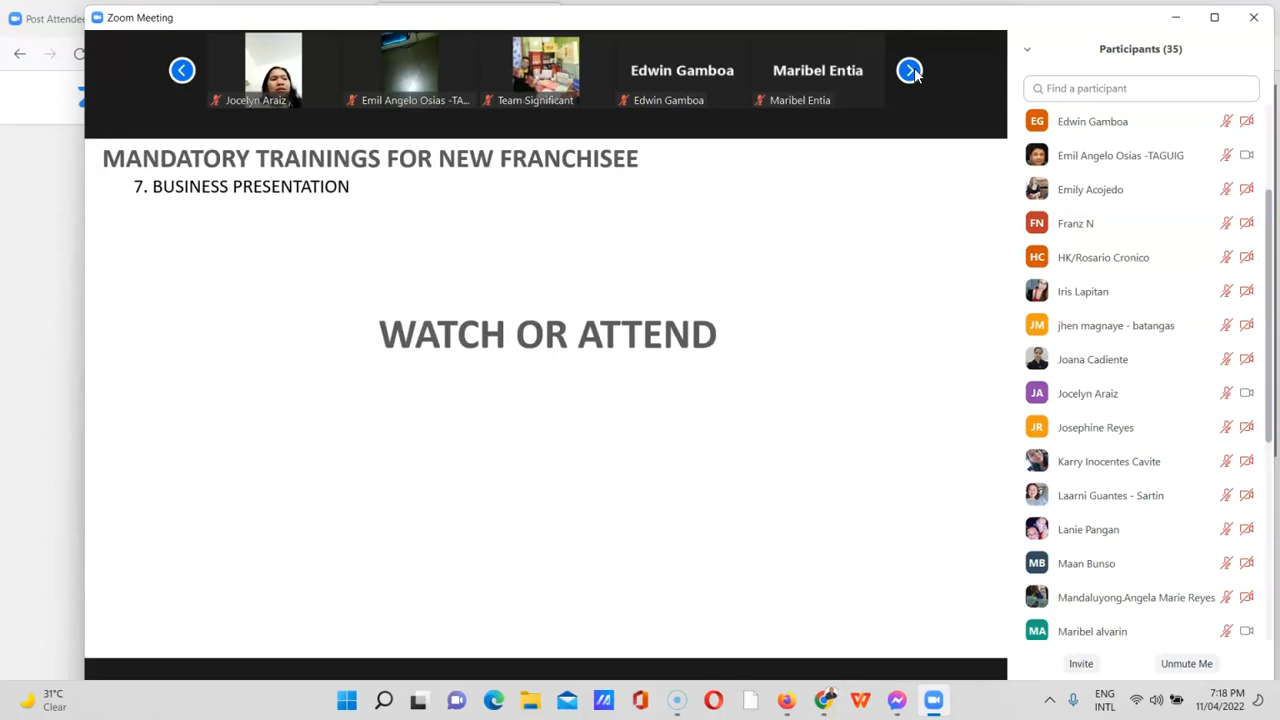 Post Attendee
Zoom Meeting
Jocelyn Araiz
Emil Angelo Osias -TA...
Team Significant
Edwin Gamboa
Edwin Gamboa
Maribel Entia
Maribel Entia
MANDATORY TRAININGS FOR NEW FRANCHISEE
7. BUSINESS PRESENTATION
WATCH OR ATTEND
Participants (35)
Find a participant
EG Edwin Gamboa
Emil Angelo Osias -TAGUIG
Emily Acojedo
FN Franz N
HC HK/Rosario Cronico
Iris Lapitan
JM jhen magnaye - batangas
Joana Cadiente
JA Jocelyn Araiz
JR Josephine Reyes
Karry Inocentes Cavite
Laarni Guantes - Sartin
Lanie Pangan
MB Maan Bunso
Mandaluyong.Angela Marie Reyes
MA Maribel alvarin
Invite
Unmute Me
31°C
Clear
ENG
INTL
7:18 PM
11/04/2022